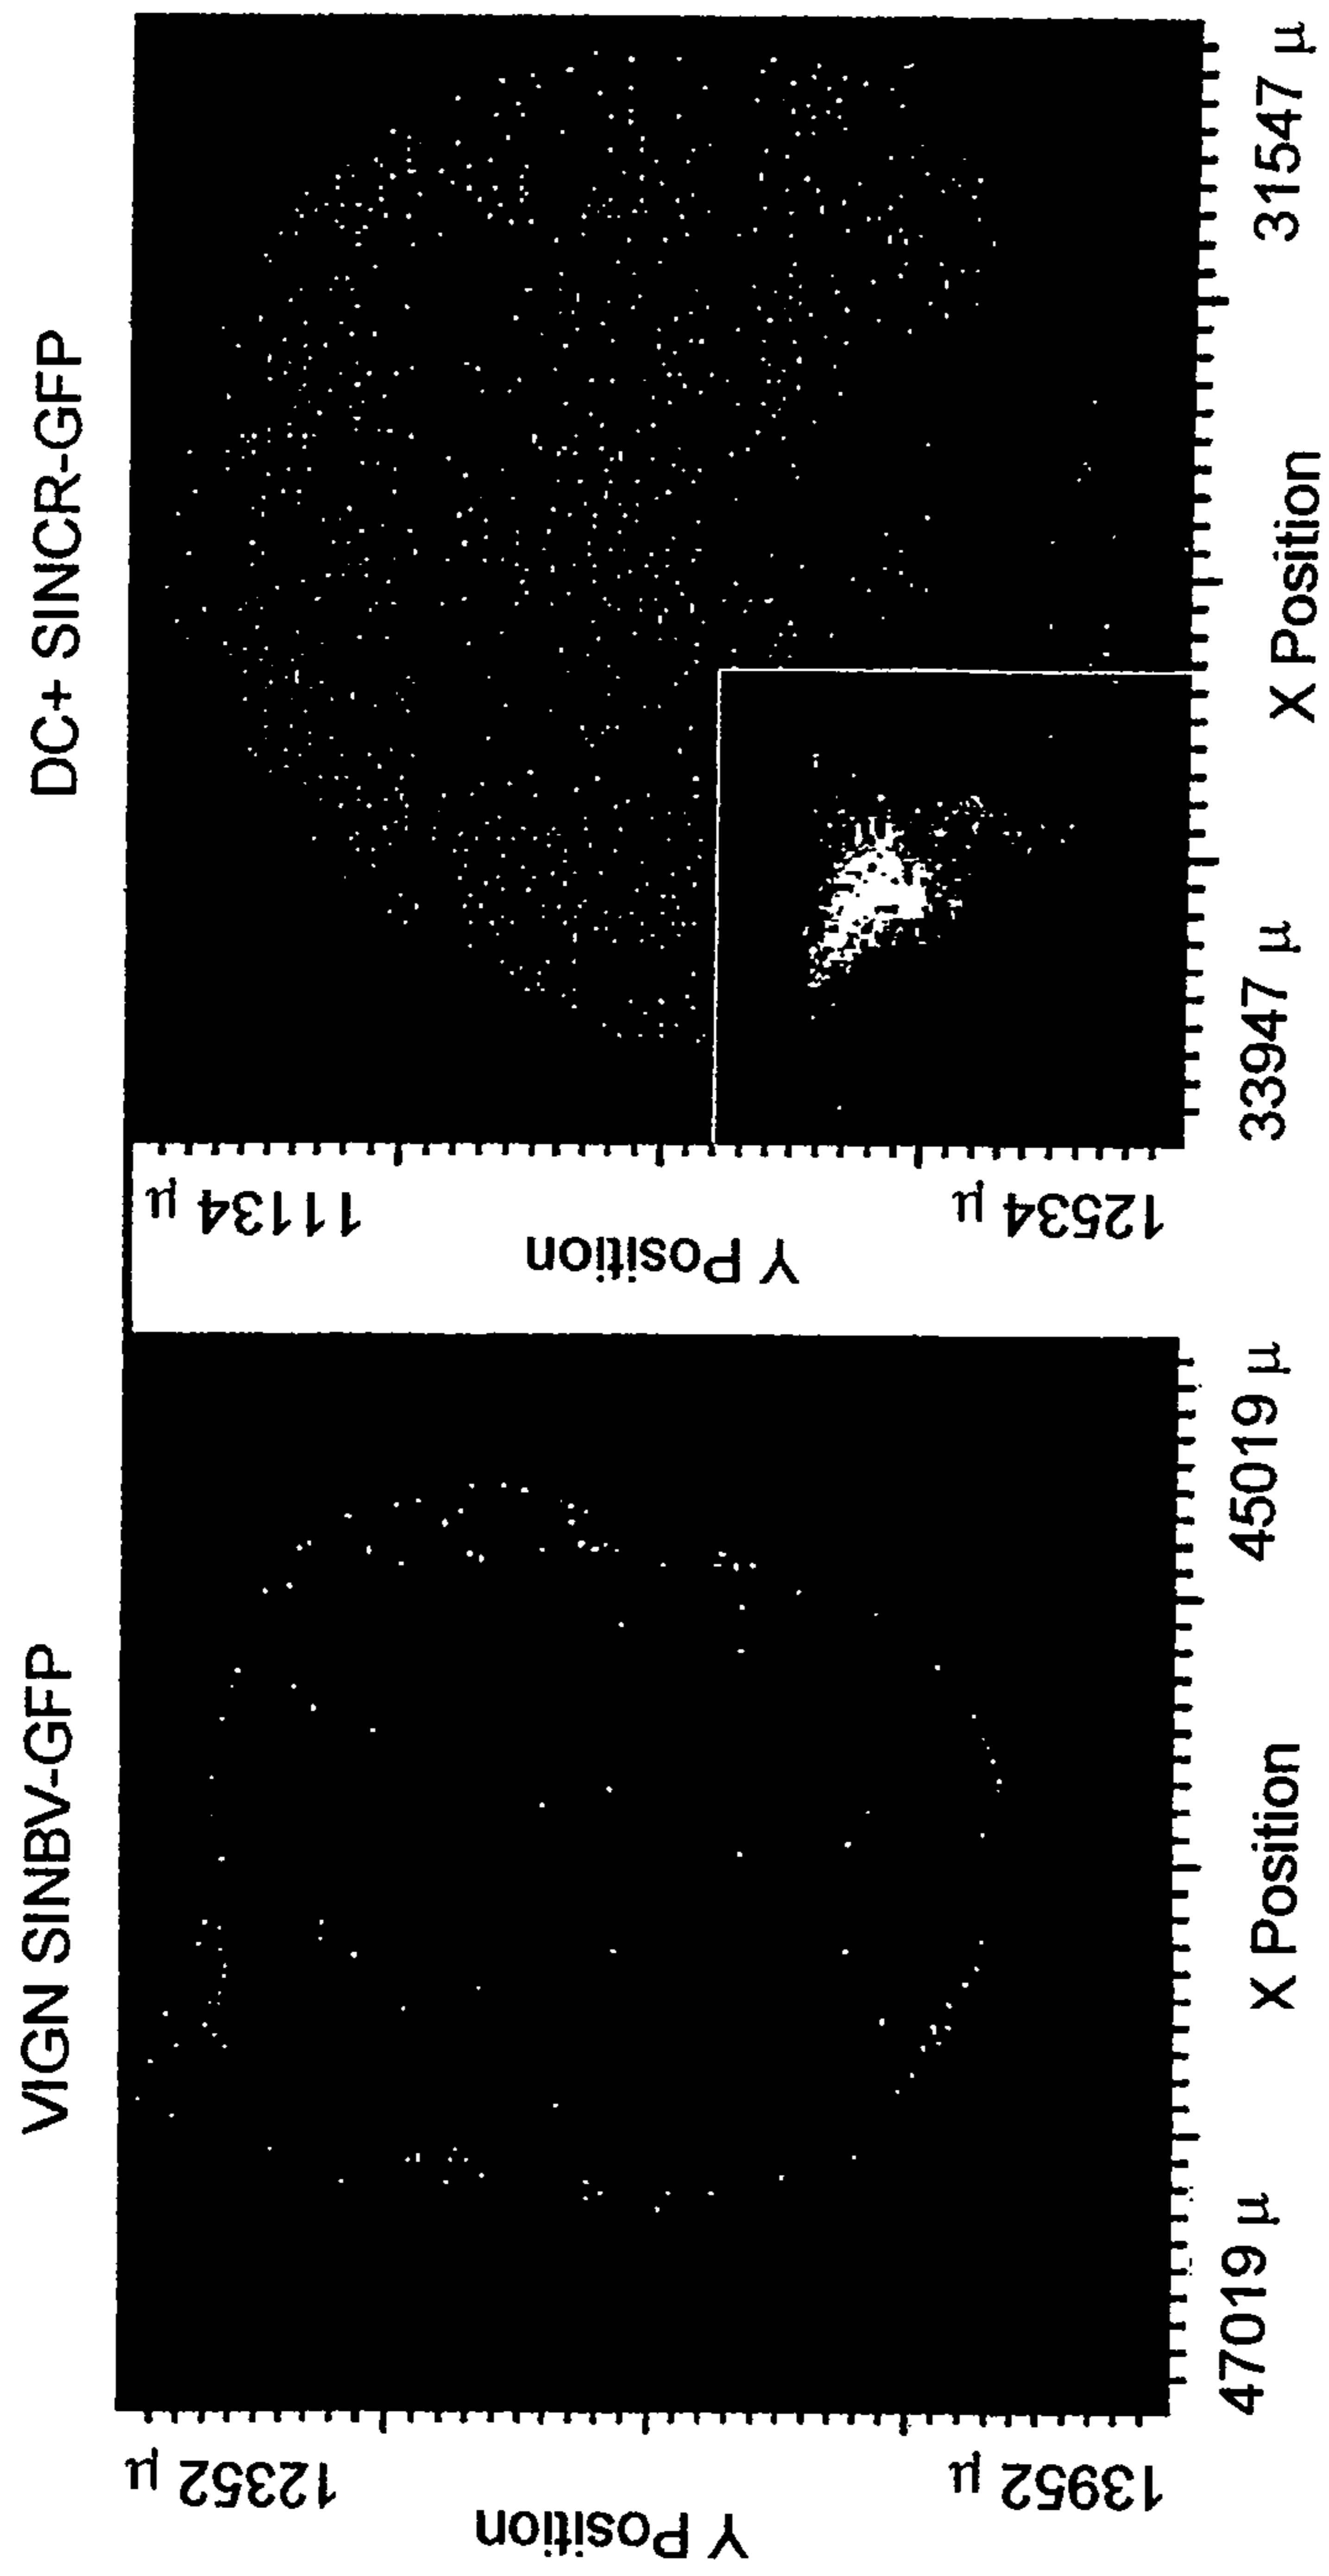 VIGN SINBV-GFP
12352 μ
Y Position
13952 μ
47019 μ
X Position
45019 μ
DC+ SINCR-GFP
11134 μ
Y Position
12534 μ
33947 μ
X Position
31547 μ